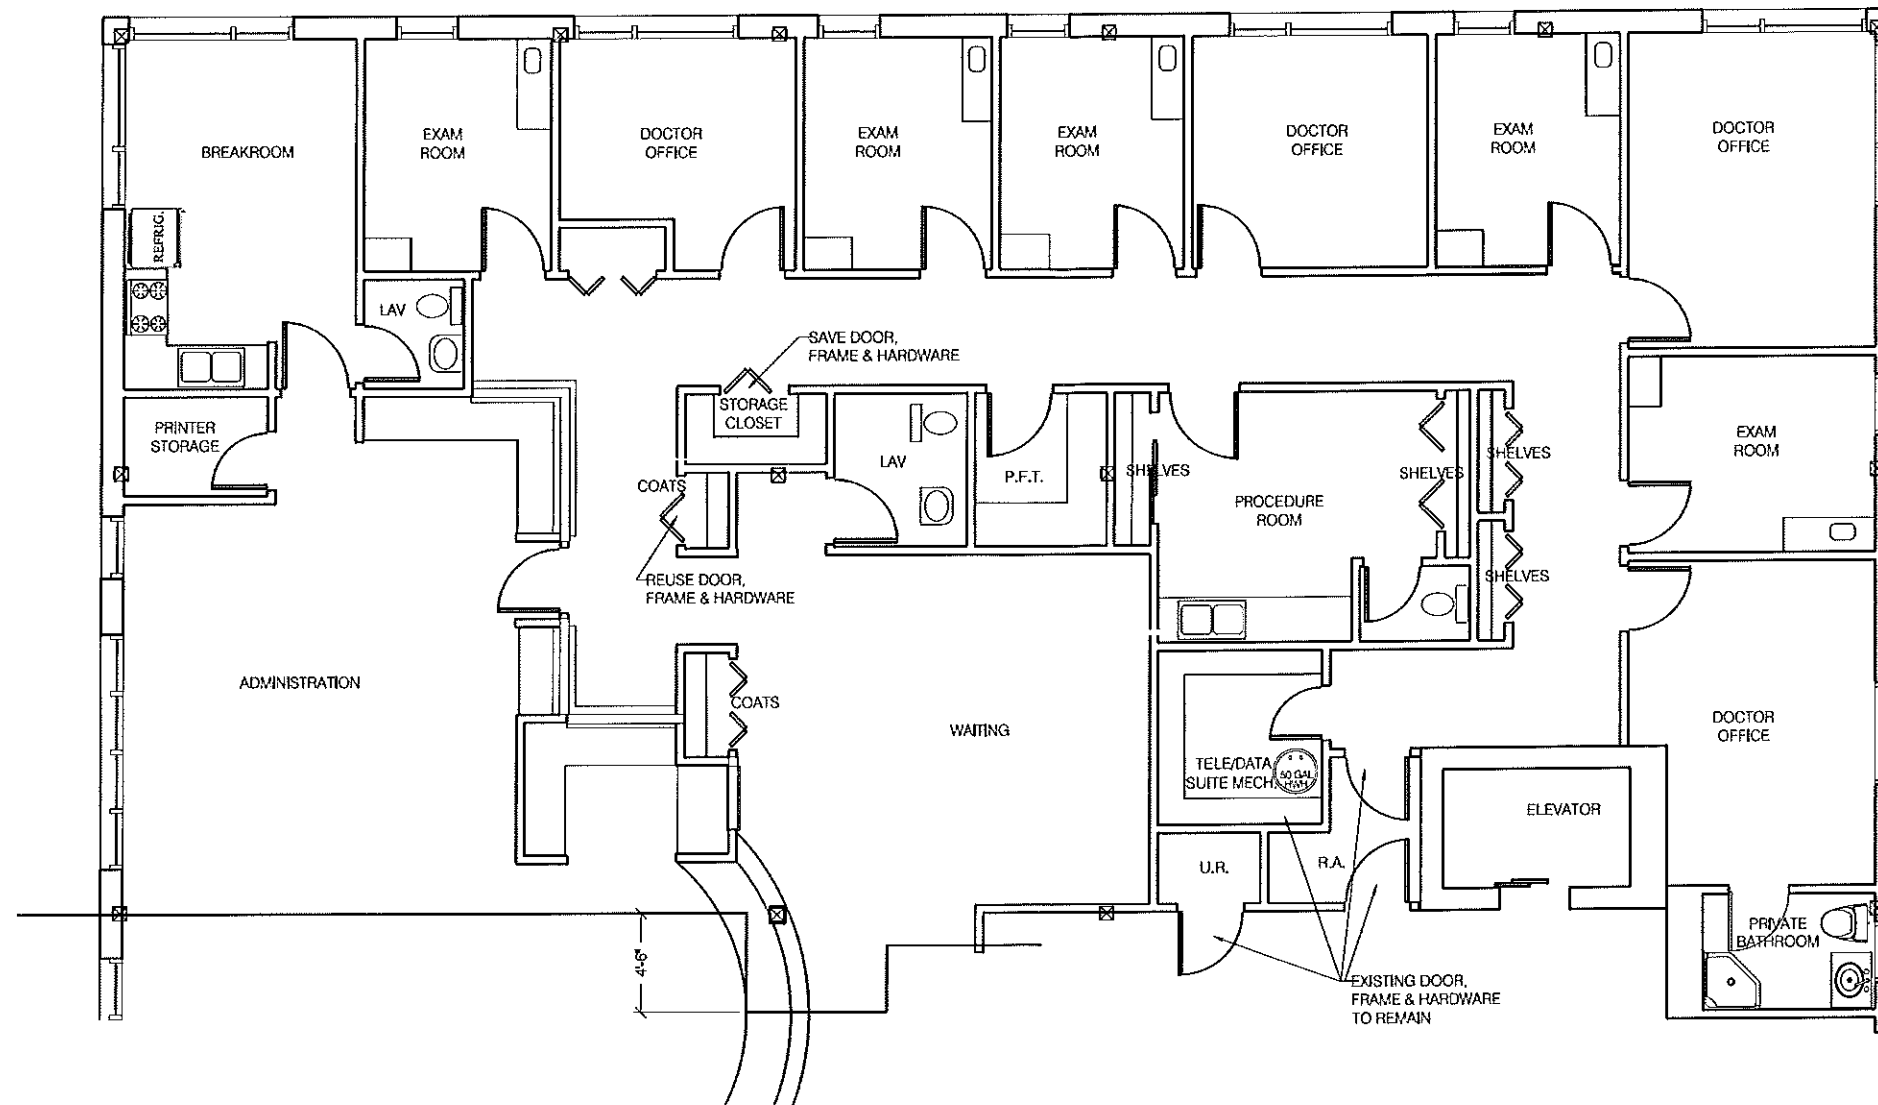 BREAKROOM
EXAM
ROOM
DOCTOR
OFFICE
EXAM
ROOM
EXAM
ROOM
DOCTOR
OFFICE
EXAM
ROOM
DOCTOR
OFFICE
REFRIG.
LAV
SAVE DOOR,
FRAME & HARDWARE
STORAGE
CLOSET
PRINTER
STORAGE
LAV
P.F.T.
SHELVES
PROCEDURE
ROOM
SHELVES
SHELVES
EXAM
ROOM
COATS
REUSE DOOR,
FRAME & HARDWARE
SHELVES
ADMINISTRATION
COATS
WAITING
DOCTOR
OFFICE
TELE/DATA
SUITE MECH.
50 GAL
HWH
ELEVATOR
U.R.
R.A.
4'-6"
PRIVATE
BATHROOM
EXISTING DOOR,
FRAME & HARDWARE
TO REMAIN